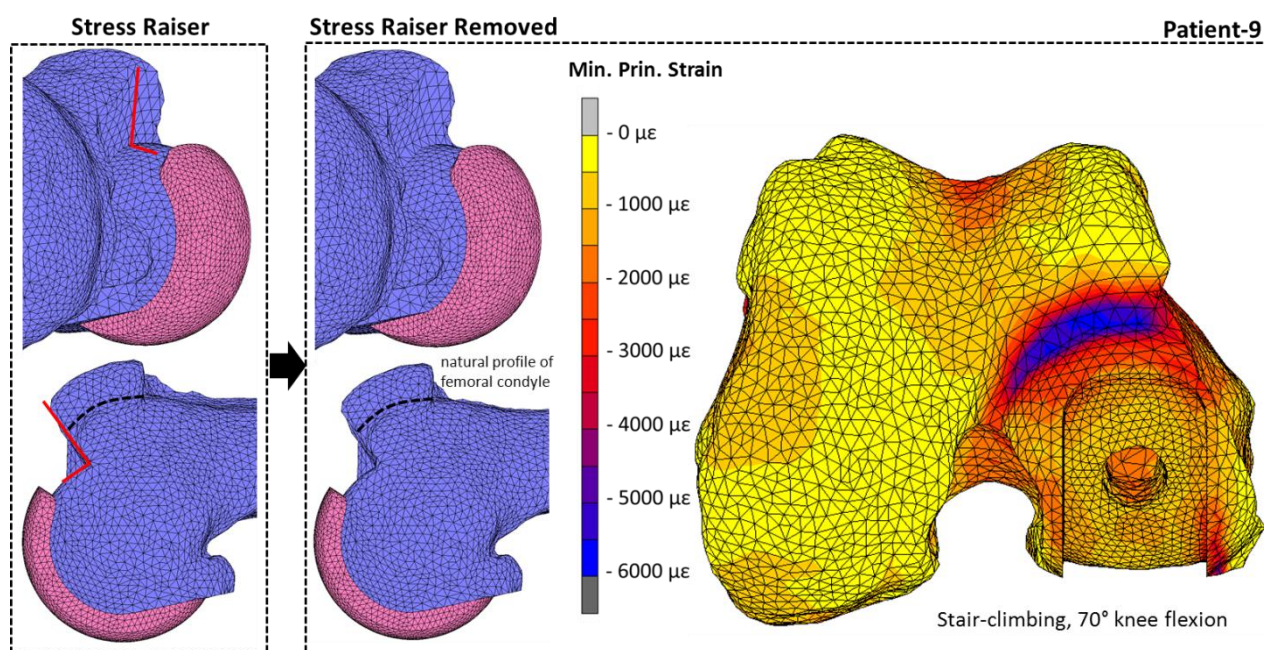 Stress Raiser
Stress Raiser Removed
Patient-9
Min. Prin. Strain
- 0 µε
- 1000 µε
- 2000 µε
- 3000 µε
- 4000 µε
- 5000 µε
- 6000 µε
natural profile of
femoral condyle
Stair-climbing, 70° knee flexion